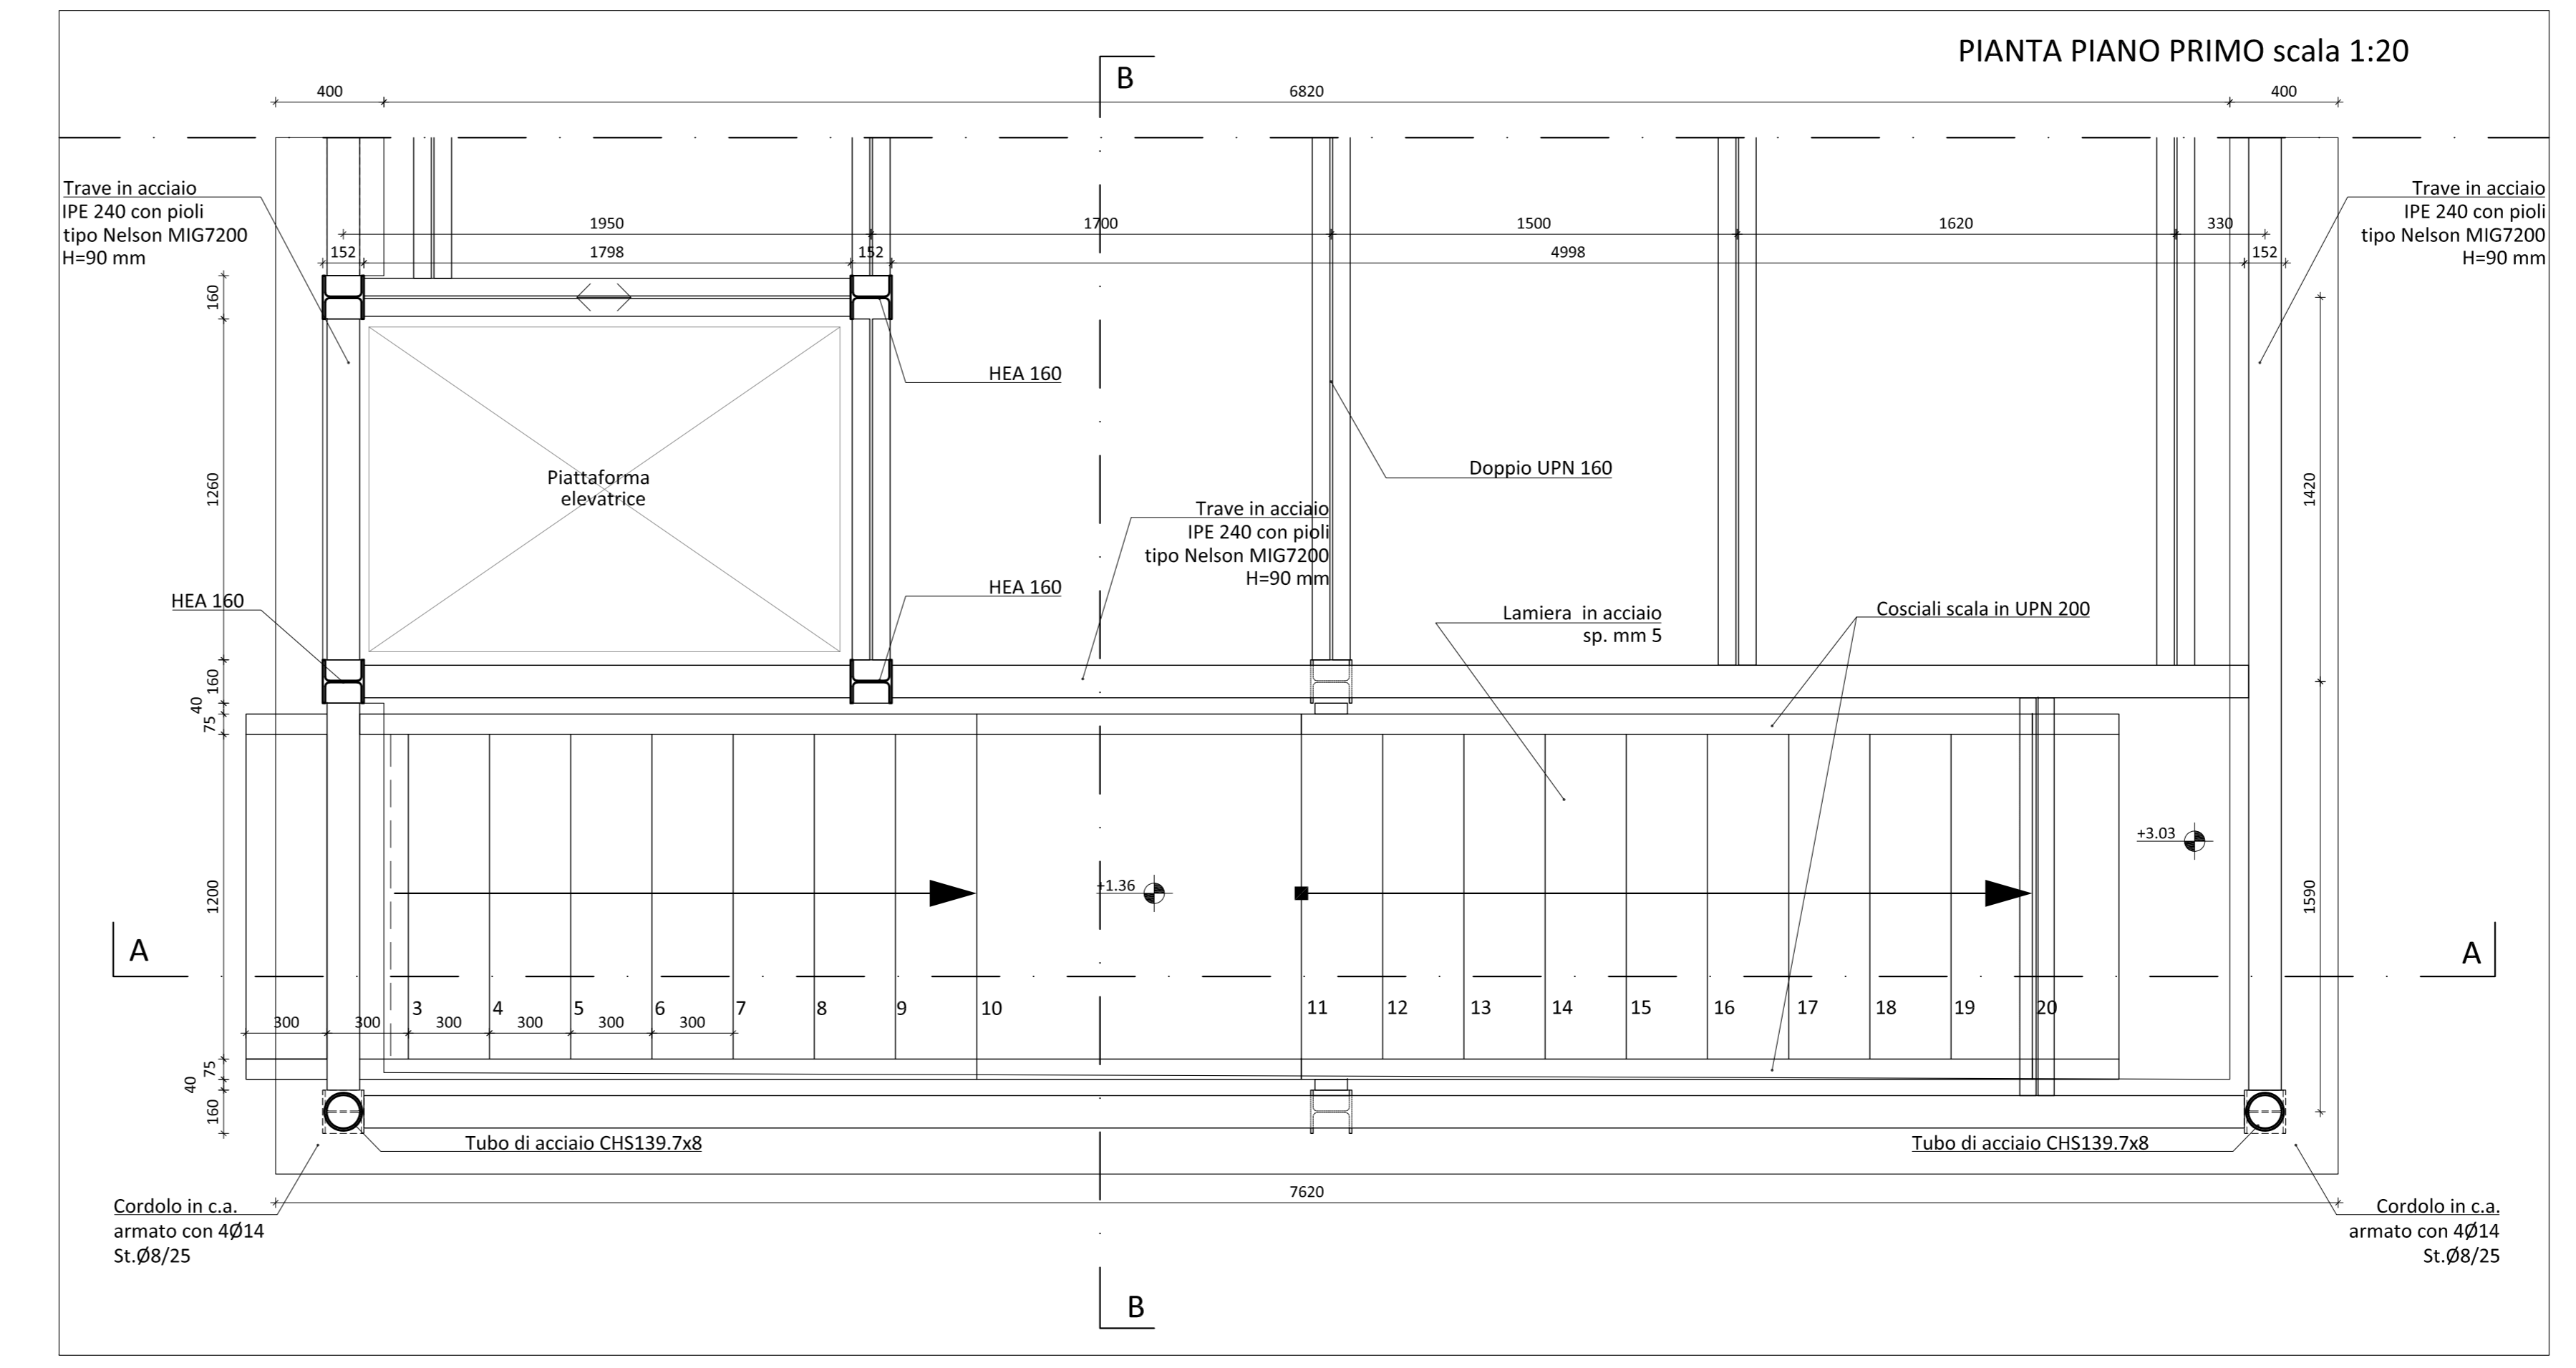 PIANTA PIANO PRIMO scala 1:20
B
400
6820
400
Trave in acciaio
IPE 240 con pioli
tipo Nelson MIG7200
H=90 mm
Trave in acciaio
IPE 240 con pioli
tipo Nelson MIG7200
H=90 mm
1950
1700
1500
1620
330
152
1798
152
4998
152
160
HEA 160
1260
Piattaforma
elevatrice
Doppio UPN 160
1420
Trave in acciaio
IPE 240 con pioli
tipo Nelson MIG7200
H=90 mm
HEA 160
HEA 160
Lamiera in acciaio
sp. mm 5
Cosciali scala in UPN 200
160
40
75
+3.03
+1.36
1200
1590
A
A
3
4
5
6
7
8
9
10
11
12
13
14
15
16
17
18
19
20
300
300
300
300
300
300
75
40
160
Tubo di acciaio CHS139.7x8
Tubo di acciaio CHS139.7x8
7620
Cordolo in c.a.
armato con 4Ø14
St.Ø8/25
Cordolo in c.a.
armato con 4Ø14
St.Ø8/25
B